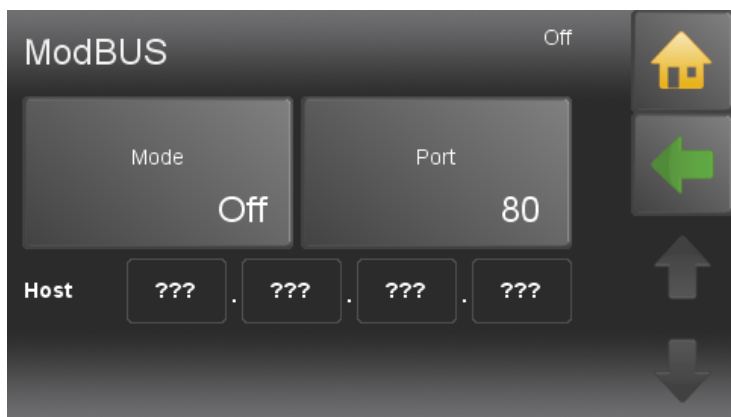 ModBUS Off
Mode Port
Off 80
Host ??? . ??? . ??? . ???